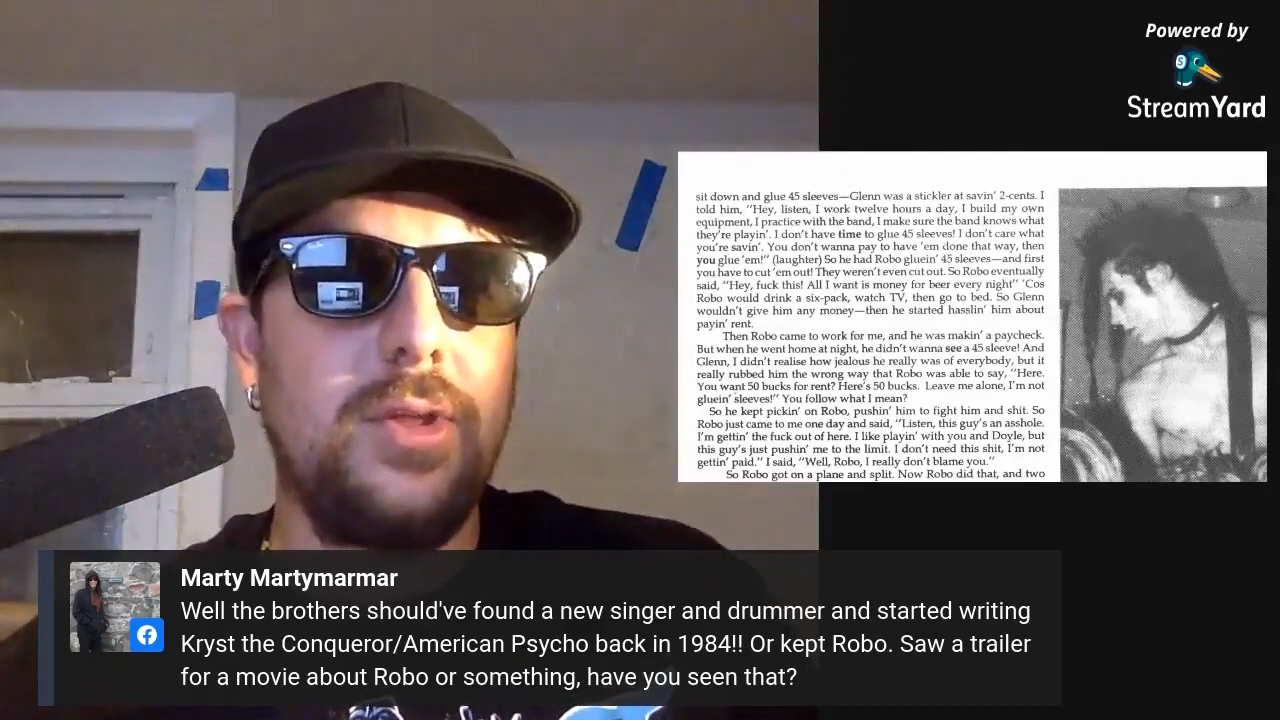 Powered by
StreamYard
sit down and glue 45 sleeves—Glenn was a stickler at savin' 2-cents. I
told him, "Hey, listen, I work twelve hours a day, I build my own
equipment, I practice with the band, I make sure the band knows what
they're playin'. I don't have time to glue 45 sleeves! I don't care what
you're savin'. You don't wanna pay to have 'em done that way, then
you glue 'em!" (laughter) So he had Robo gluein' 45 sleeves—and first
you have to cut 'em out! They weren't even cut out. So Robo eventually
said, "Hey, fuck this! All I want is money for beer every night" 'Cos
Robo would drink a six-pack, watch TV, then go to bed. So Glenn
wouldn't give him any money—then he started hasslin' him about
payin' rent.
Then Robo came to work for me, and he was makin' a paycheck.
But when he went home at night, he didn't wanna see a 45 sleeve! And
Glenn, I didn't realise how jealous he really was of everybody, but it
really rubbed him the wrong way that Robo was able to say, "Here.
You want 50 bucks for rent? Here's 50 bucks. Leave me alone, I'm not
gluein' sleeves!" You follow what I mean?
So he kept pickin' on Robo, pushin' him to fight him and shit. So
Robo just came to me one day and said, "Listen, this guy's an asshole.
I'm gettin' the fuck out of here. I like playin' with you and Doyle, but
this guy's just pushin' me to the limit. I don't need this shit, I'm not
gettin' paid." I said, "Well, Robo, I really don't blame you."
So Robo got on a plane and split. Now Robo did that, and two
Marty Martymarmar
Well the brothers should've found a new singer and drummer and started writing
Kryst the Conqueror/American Psycho back in 1984!! Or kept Robo. Saw a trailer
for a movie about Robo or something, have you seen that?